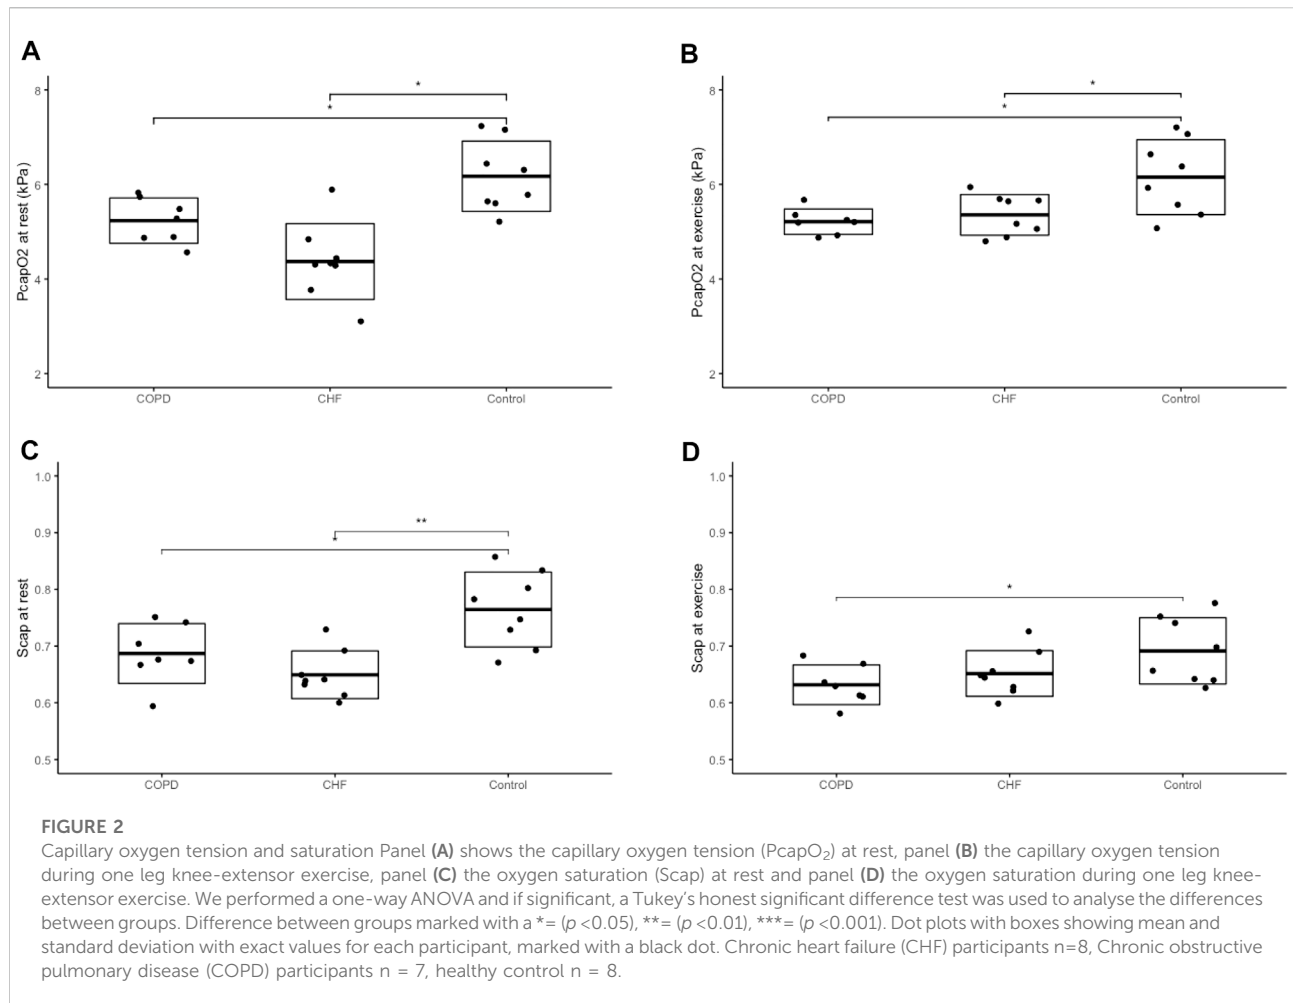 A
B
8
6
4
2
PcapO2 at rest (kPa)
*
*
COPD
CHF
Control
8
6
4
2
PcapO2 at exercise (kPa)
*
*
COPD
CHF
Control
C
D
1.0
0.9
0.8
0.7
0.6
0.5
Scap at rest
**
*
COPD
CHF
Control
1.0
0.9
0.8
0.7
0.6
0.5
Scap at exercise
*
COPD
CHF
Control
FIGURE 2
Capillary oxygen tension and saturation Panel (A) shows the capillary oxygen tension (PcapO₂) at rest, panel (B) the capillary oxygen tension
during one leg knee-extensor exercise, panel (C) the oxygen saturation (Scap) at rest and panel (D) the oxygen saturation during one leg knee-
extensor exercise. We performed a one-way ANOVA and if significant, a Tukey's honest significant difference test was used to analyse the differences
between groups. Difference between groups marked with a *= (p <0.05), **= (p <0.01), ***= (p <0.001). Dot plots with boxes showing mean and
standard deviation with exact values for each participant, marked with a black dot. Chronic heart failure (CHF) participants n=8, Chronic obstructive
pulmonary disease (COPD) participants n = 7, healthy control n = 8.